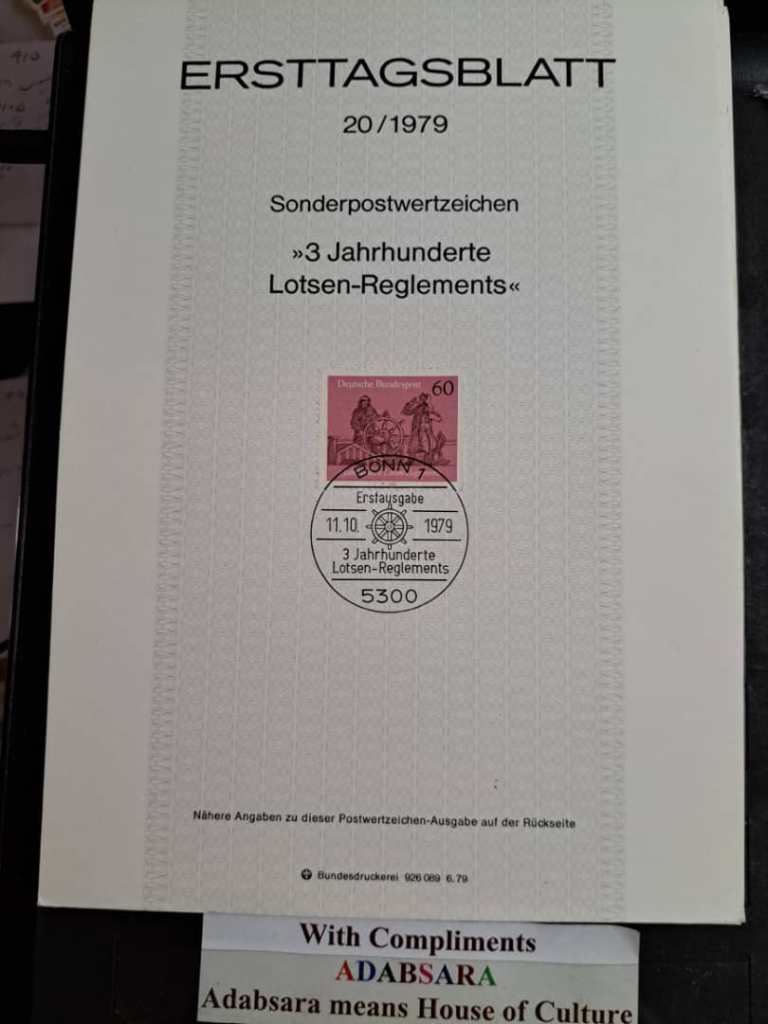 ERSTTAGSBLATT
20/1979
Sonderpostwertzeichen
»3 Jahrhunderte
Lotsen-Reglements«
Deutsche Bundespost 60
BONN 1
Erstausgabe
11.10. 1979
3 Jahrhunderte
Lotsen-Reglements
5300
Nähere Angaben zu dieser Postwertzeichen-Ausgabe auf der Rückseite
Bundesdruckerei 926 089 6.79
With Compliments
ADABSARA
Adabsara means House of Culture